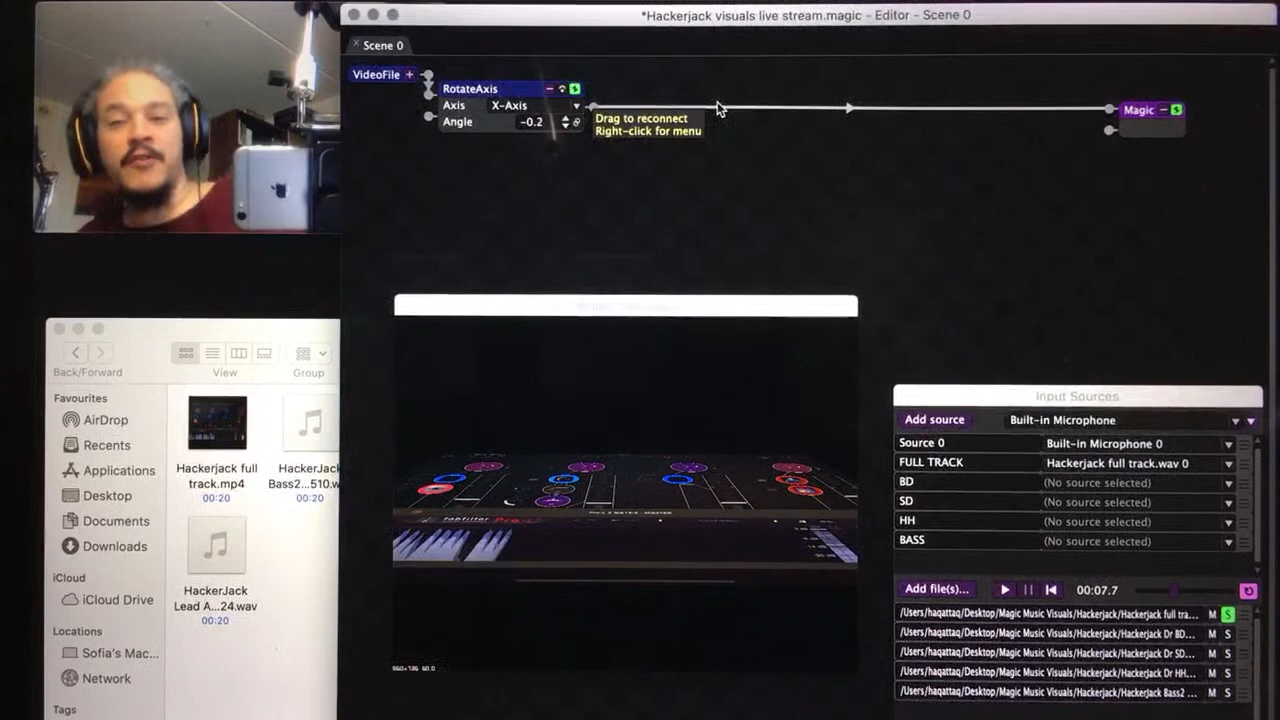 *Hackerjack visuals live stream.magic - Editor - Scene 0
× Scene 0
VideoFile +
RotateAxis
Axis X-Axis
Angle -0.2
Drag to reconnect
Right-click for menu
Magic
Back/Forward
View
Group
Favourites
AirDrop
Recents
Applications
Desktop
Documents
Downloads
iCloud
iCloud Drive
Locations
Sofia's Mac...
Network
Tags
Hackerjack full
track.mp4
00:20
HackerJac
Bass2...510.w
00:20
HackerJack
Lead A...24.wav
00:20
fabfilter Pro
Input Sources
Add source Built-in Microphone
Source 0 Built-in Microphone 0
FULL TRACK Hackerjack full track.wav 0
BD (No source selected)
SD (No source selected)
HH (No source selected)
BASS (No source selected)
Add file(s)... 00:07.7
/Users/haqattaq/Desktop/Magic Music Visuals/Hackerjack/Hackerjack full tra... M S
/Users/haqattaq/Desktop/Magic Music Visuals/Hackerjack/HackerJack Dr BD... M S
/Users/haqattaq/Desktop/Magic Music Visuals/Hackerjack/HackerJack Dr SD... M S
/Users/haqattaq/Desktop/Magic Music Visuals/Hackerjack/HackerJack Dr HH... M S
/Users/haqattaq/Desktop/Magic Music Visuals/Hackerjack/HackerJack Bass2 ... M S